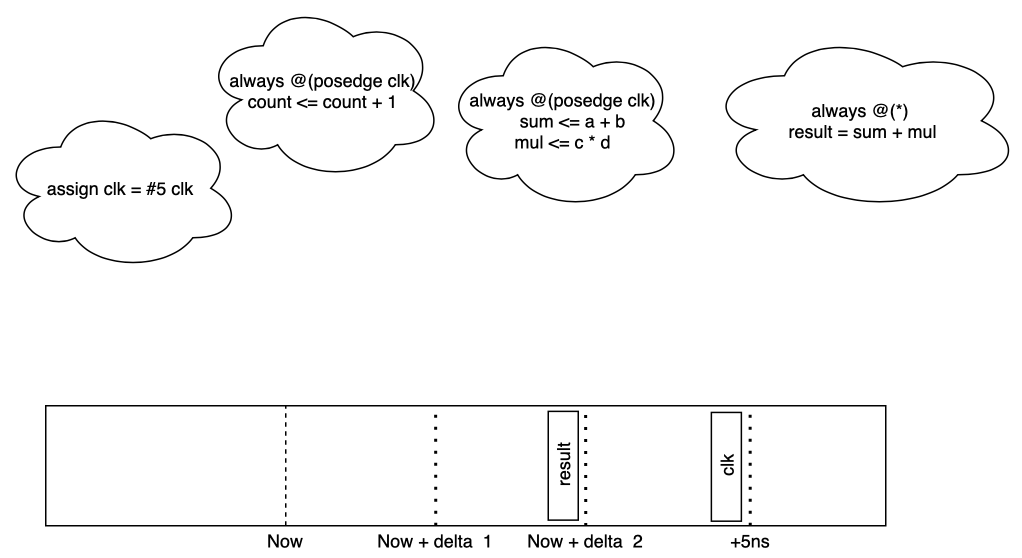 always @(posedge clk)
count <= count + 1
always @(posedge clk)
sum <= a + b
mul <= c * d
always @(*)
result = sum + mul
assign clk = #5 clk
result
clk
Now
Now + delta 1
Now + delta 2
+5ns